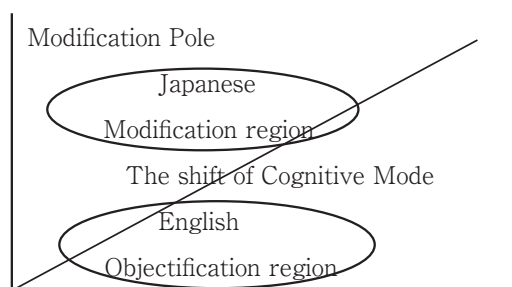 Modification Pole
Japanese
Modification region
The shift of Cognitive Mode
English
Objectification region